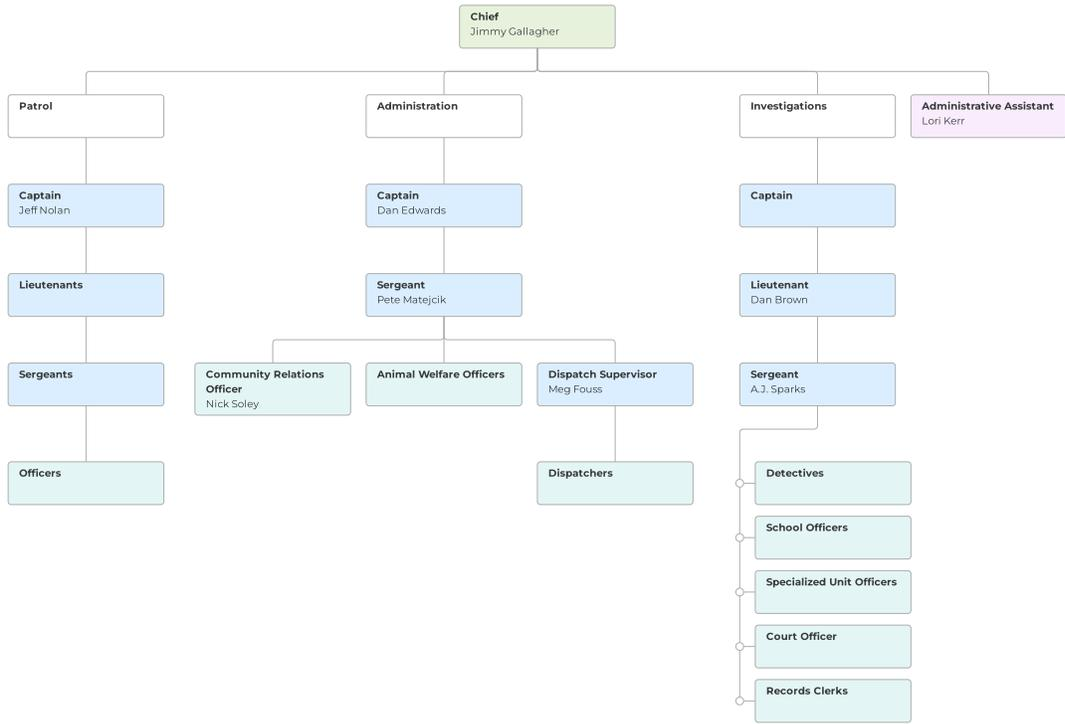 Chief
Jimmy Gallagher
Patrol
Administration
Investigations
Administrative Assistant
Lori Kerr
Captain
Jeff Nolan
Captain
Dan Edwards
Captain
Lieutenants
Sergeant
Pete Matejcik
Lieutenant
Dan Brown
Sergeants
Community Relations
Officer
Nick Soley
Animal Welfare Officers
Dispatch Supervisor
Meg Fouss
Sergeant
A.J. Sparks
Officers
Dispatchers
Detectives
School Officers
Specialized Unit Officers
Court Officer
Records Clerks